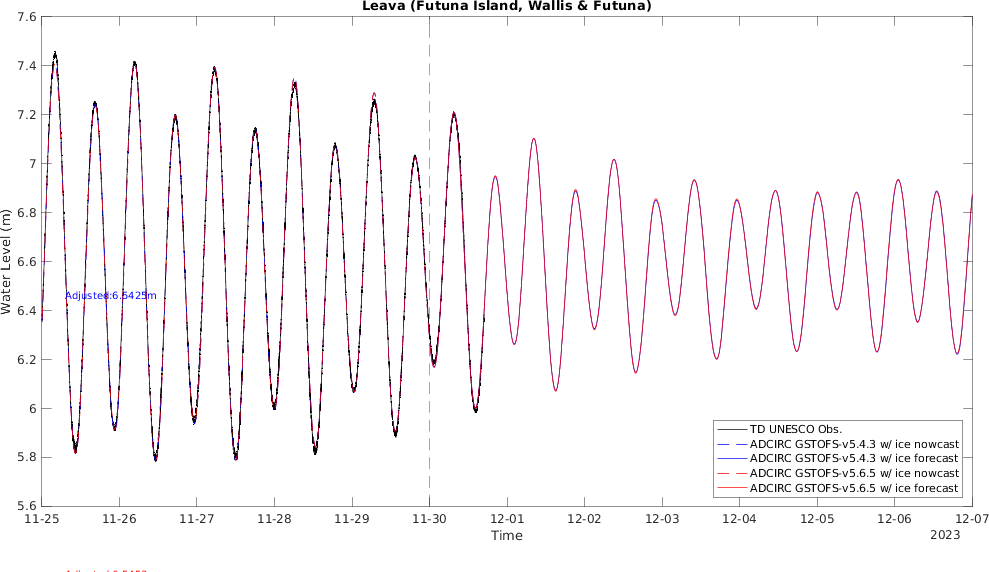 Leava (Futuna Island, Wallis & Futuna)
7.6
7.4
7.2
7
6.8
6.6
6.4
6.2
6
5.8
5.6
Water Level (m)
Adjusted:6.5425m
TD UNESCO Obs.
ADCIRC GSTOFS-v5.4.3 w/ ice nowcast
ADCIRC GSTOFS-v5.4.3 w/ ice forecast
ADCIRC GSTOFS-v5.6.5 w/ ice nowcast
ADCIRC GSTOFS-v5.6.5 w/ ice forecast
11-25 11-26 11-27 11-28 11-29 11-30 12-01 12-02 12-03 12-04 12-05 12-06 12-07
Time
2023